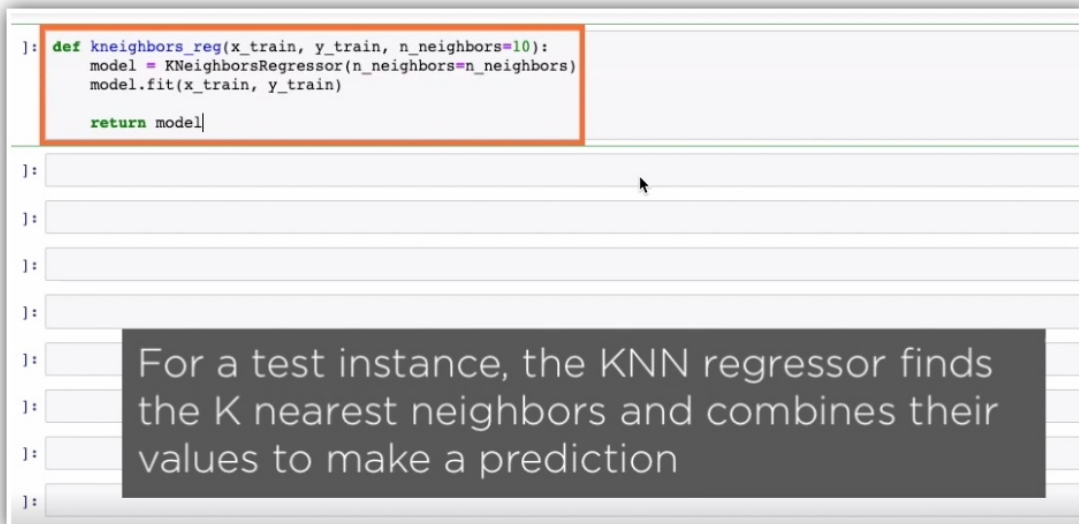 ]: def kneighbors_reg(x_train, y_train, n_neighbors=10):
model = KNeighborsRegressor(n_neighbors=n_neighbors)
model.fit(x_train, y_train)
return model
]:
]:
]:
]:
]:
]:
]:
]:
For a test instance, the KNN regressor finds
the K nearest neighbors and combines their
values to make a prediction